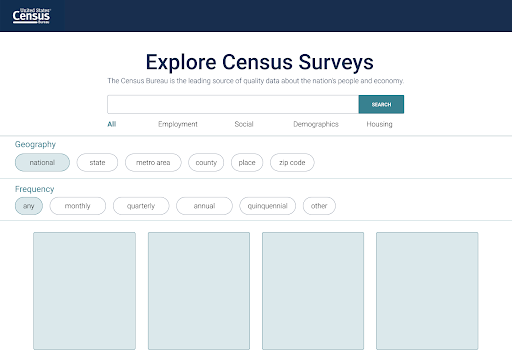 United States®
Census
Bureau
Explore Census Surveys
The Census Bureau is the leading source of quality data about the nation's people and economy.
SEARCH
All Employment Social Demographics Housing
Geography
national state metro area county place zip code
Frequency
any monthly quarterly annual quinquennial other